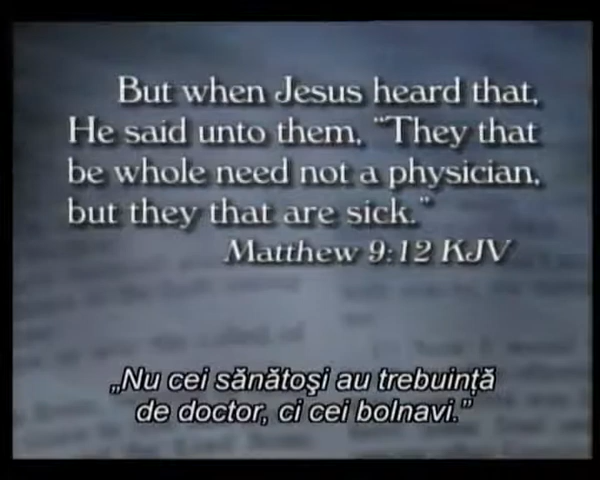 But when Jesus heard that,
He said unto them, "They that
be whole need not a physician,
but they that are sick."
Matthew 9:12 KJV
„Nu cei sănătoşi au trebuinţă
de doctor, ci cei bolnavi.”